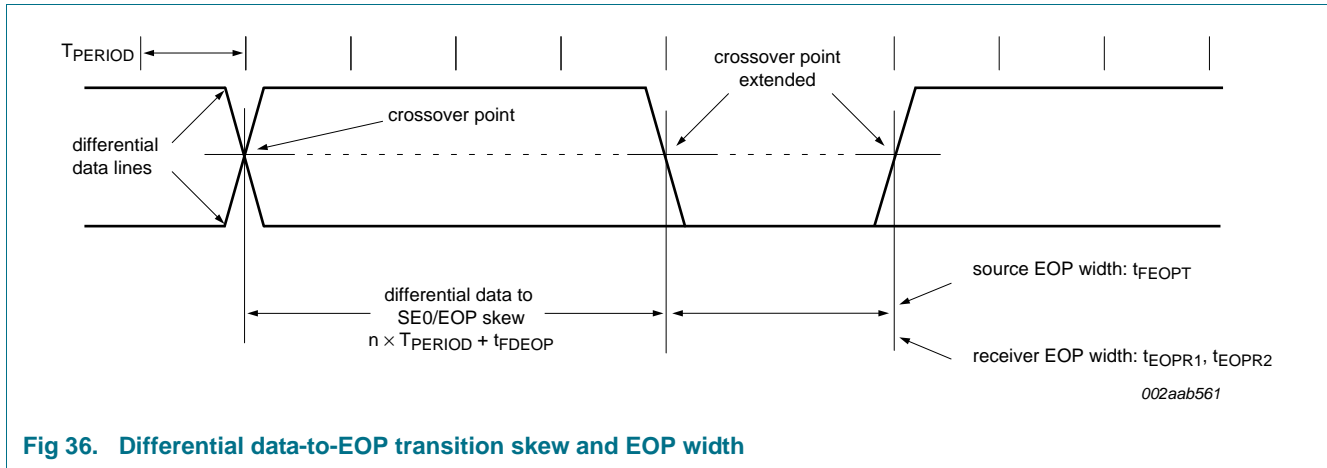 TPERIOD
crossover point
extended
crossover point
differential
data lines
differential data to
SE0/EOP skew
n × TPERIOD + tFDEOP
source EOP width: tFEOPT
receiver EOP width: tEOPR1, tEOPR2
002aab561
Fig 36. Differential data-to-EOP transition skew and EOP width